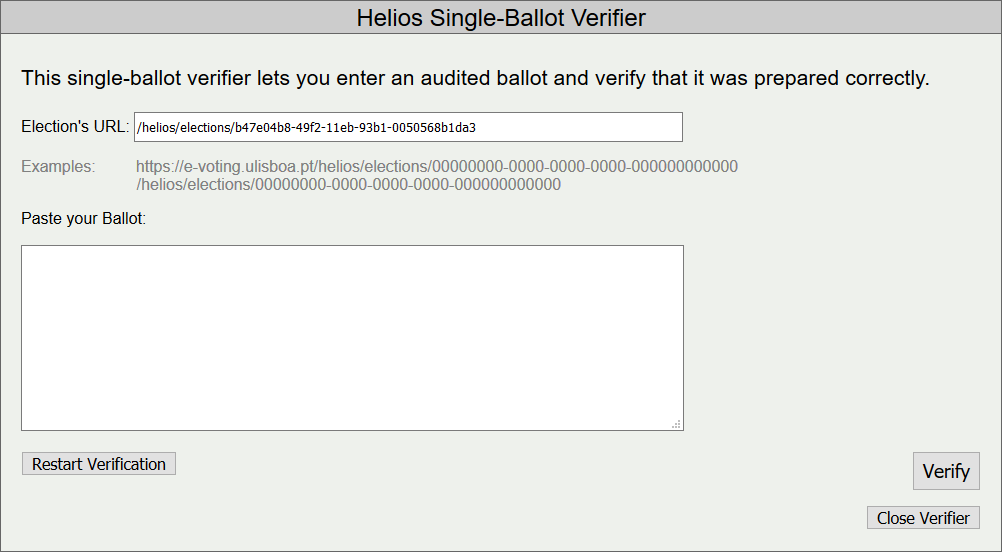 Helios Single-Ballot Verifier
This single-ballot verifier lets you enter an audited ballot and verify that it was prepared correctly.
Election's URL: /helios/elections/b47e04b8-49f2-11eb-93b1-0050568b1da3
Examples: https://e-voting.ulisboa.pt/helios/elections/00000000-0000-0000-0000-000000000000
/helios/elections/00000000-0000-0000-0000-000000000000
Paste your Ballot:
Restart Verification
Verify
Close Verifier